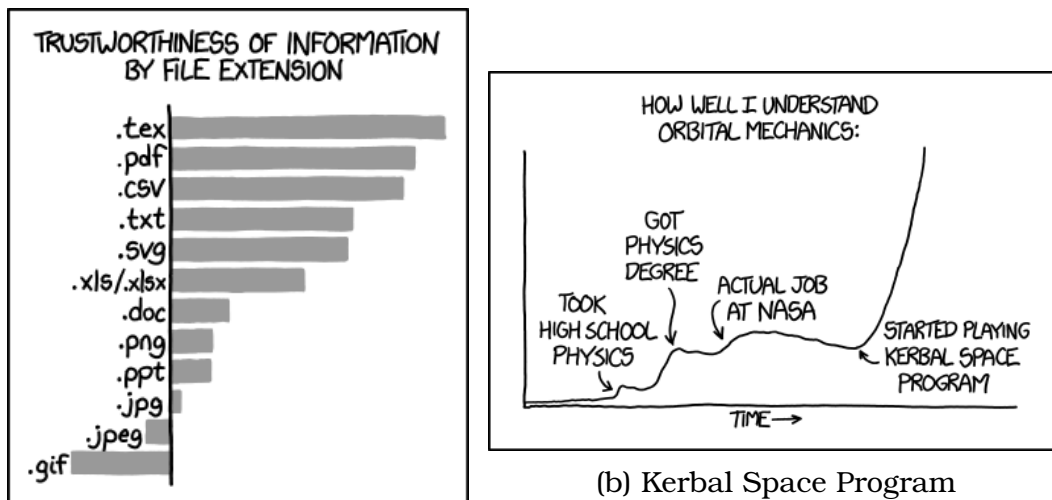 TRUSTWORTHINESS OF INFORMATION
BY FILE EXTENSION
.tex
.pdf
.csv
.txt
.svg
.xls/.xlsx
.doc
.png
.ppt
.jpg
.jpeg
.gif
HOW WELL I UNDERSTAND
ORBITAL MECHANICS:
GOT
PHYSICS
DEGREE
ACTUAL JOB
AT NASA
TOOK
HIGH SCHOOL
PHYSICS
STARTED PLAYING
KERBAL SPACE
PROGRAM
TIME→
(b) Kerbal Space Program